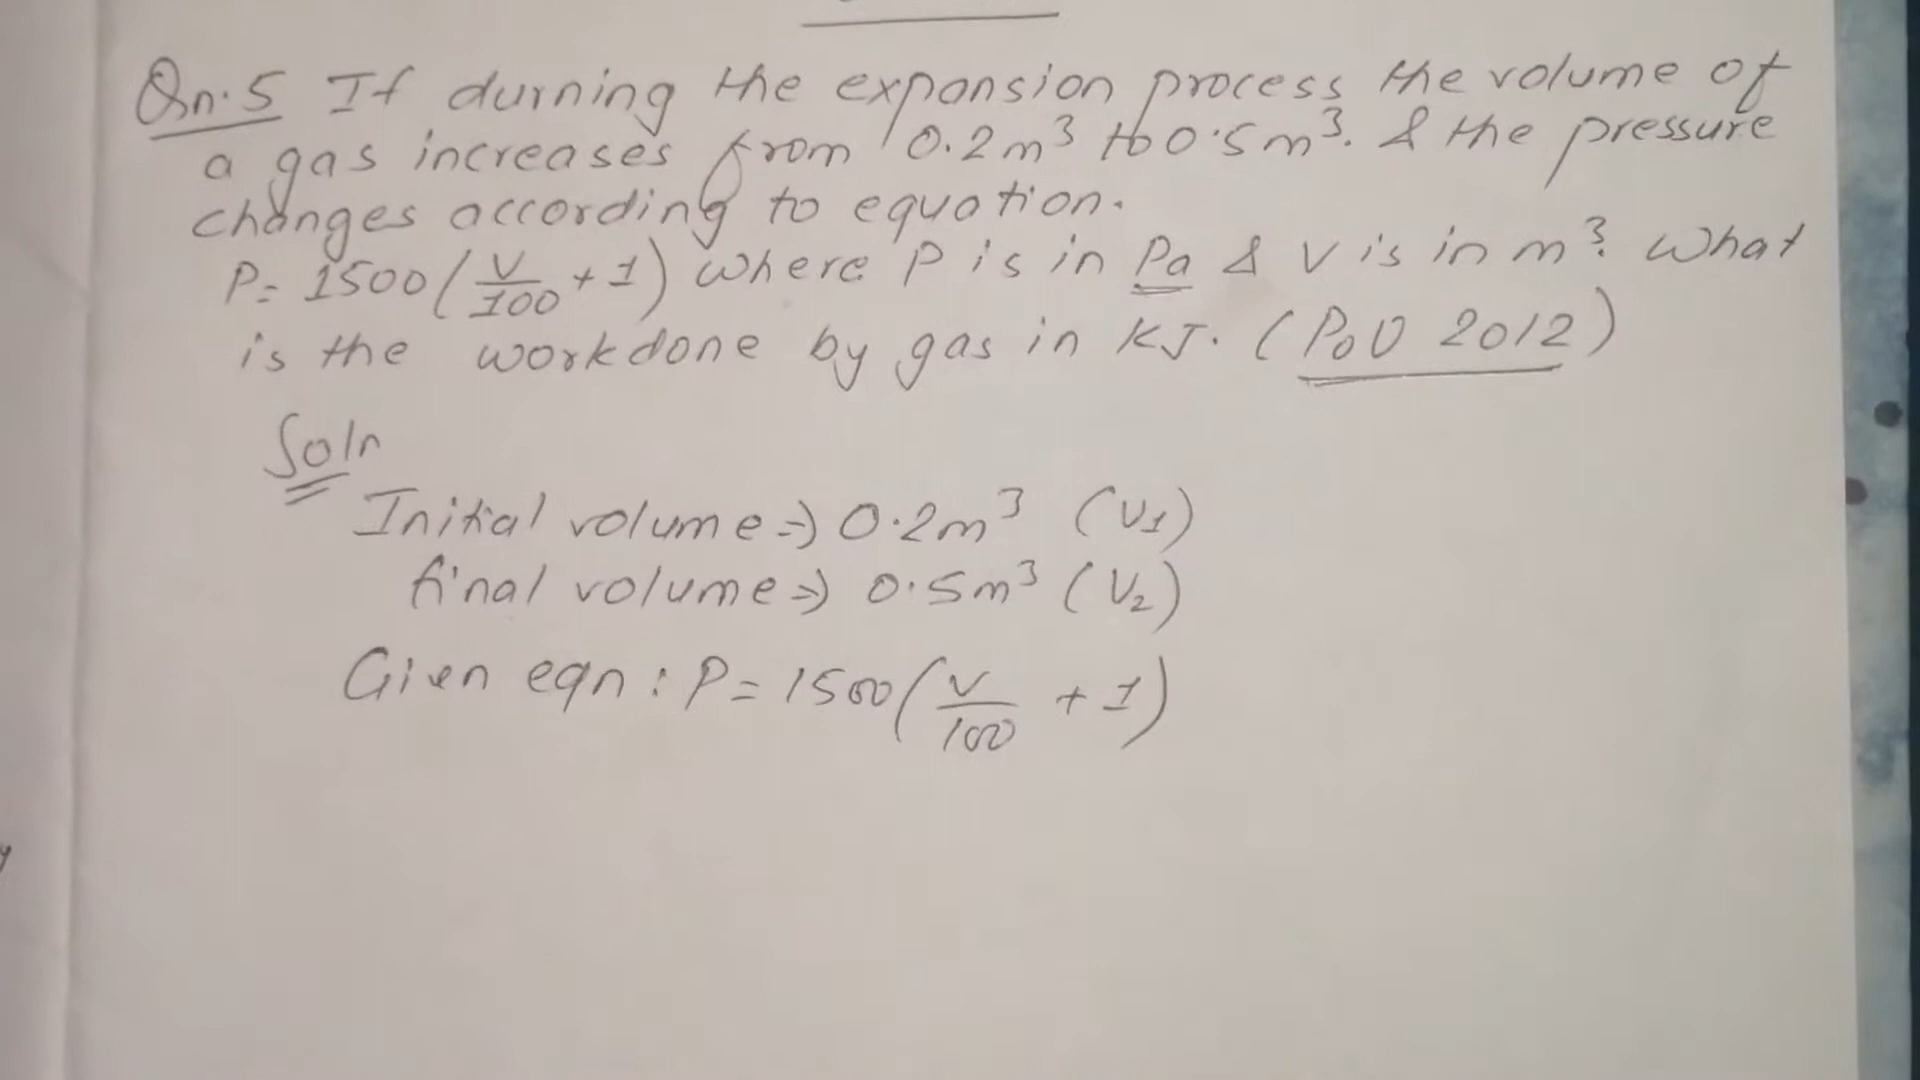 Qn.5 If durning the expansion process the volume of
a gas increases from 0.2m³ to 0.5m³. & the pressure
changes according to equation.
P= 1500(V/100 + 1) where P is in Pa & V is in m³. What
is the workdone by gas in KJ. (PoU 2012)
Soln
Initial volume => 0.2m³ (V1)
final volume => 0.5m³ (V2)
Given eqn : P = 1500(V/100 + 1)